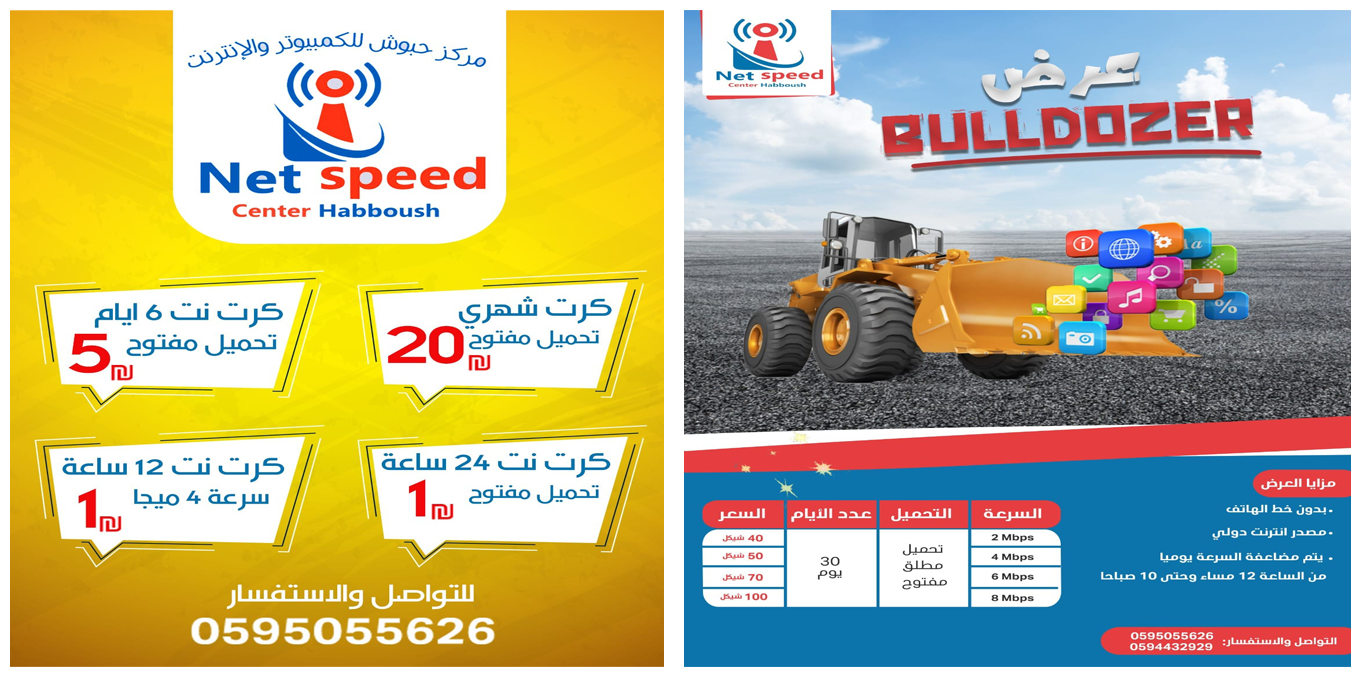 مركز حبوش للكمبيوتر والإنترنت
Net speed
Center Habboush
كرت شهري
تحميل مفتوح
20 ₪
كرت نت 6 ايام
تحميل مفتوح
5 ₪
كرت نت 24 ساعة
تحميل مفتوح
1 ₪
كرت نت 12 ساعة
سرعة 4 ميجا
1 ₪
للتواصل والاستفسار
0595055626
Net speed
Center Habboush
عرض
BULLDOZER
Aa
%
مزايا العرض
• بدون خط الهاتف
• مصدر انترنت دولي
• يتم مضاعفة السرعة يوميا
من الساعة 12 مساء وحتى 10 صباحا
السرعة التحميل عدد الأيام السعر
2 Mbps 40 شيكل
4 Mbps 50 شيكل
6 Mbps 70 شيكل
8 Mbps 100 شيكل
تحميل
مطلق
مفتوح
30
يوم
التواصل والاستفسار:
0595055626
0594432929